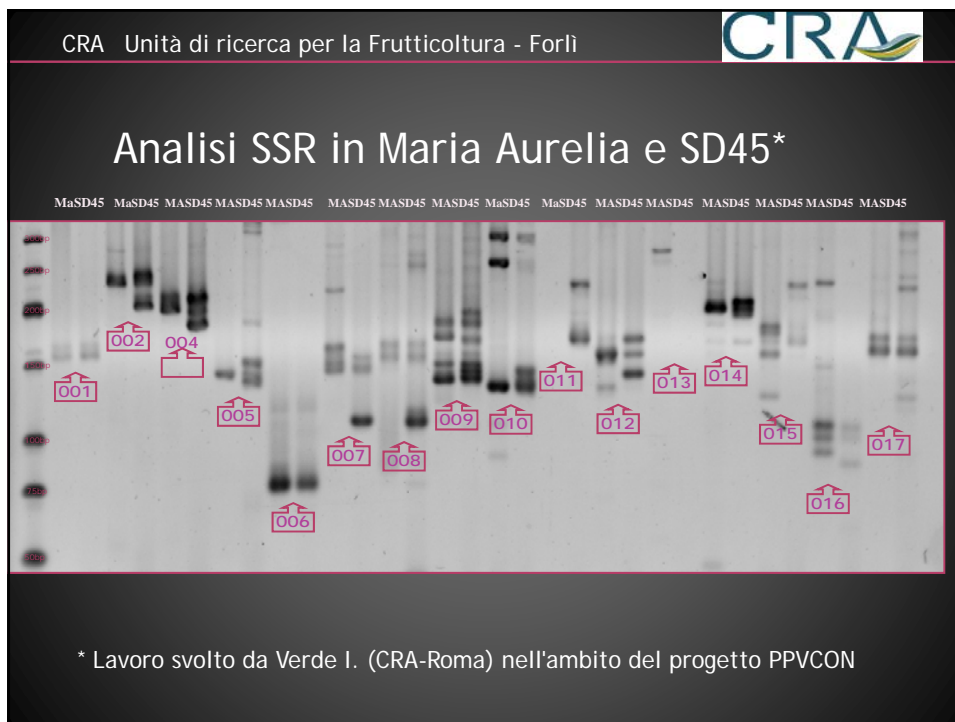 CRA Unità di ricerca per la Frutticoltura - Forlì
CRA
Analisi SSR in Maria Aurelia e SD45*
MaSD45 MaSD45 MASD45 MASD45 MASD45 MASD45 MASD45 MASD45 MaSD45 MaSD45 MASD45 MASD45 MASD45 MASD45 MASD45 MASD45
200bp
002 004
001
005
007
008
009
010
011
012
013
014
015
017
006
016
* Lavoro svolto da Verde I. (CRA-Roma) nell'ambito del progetto PPVCON